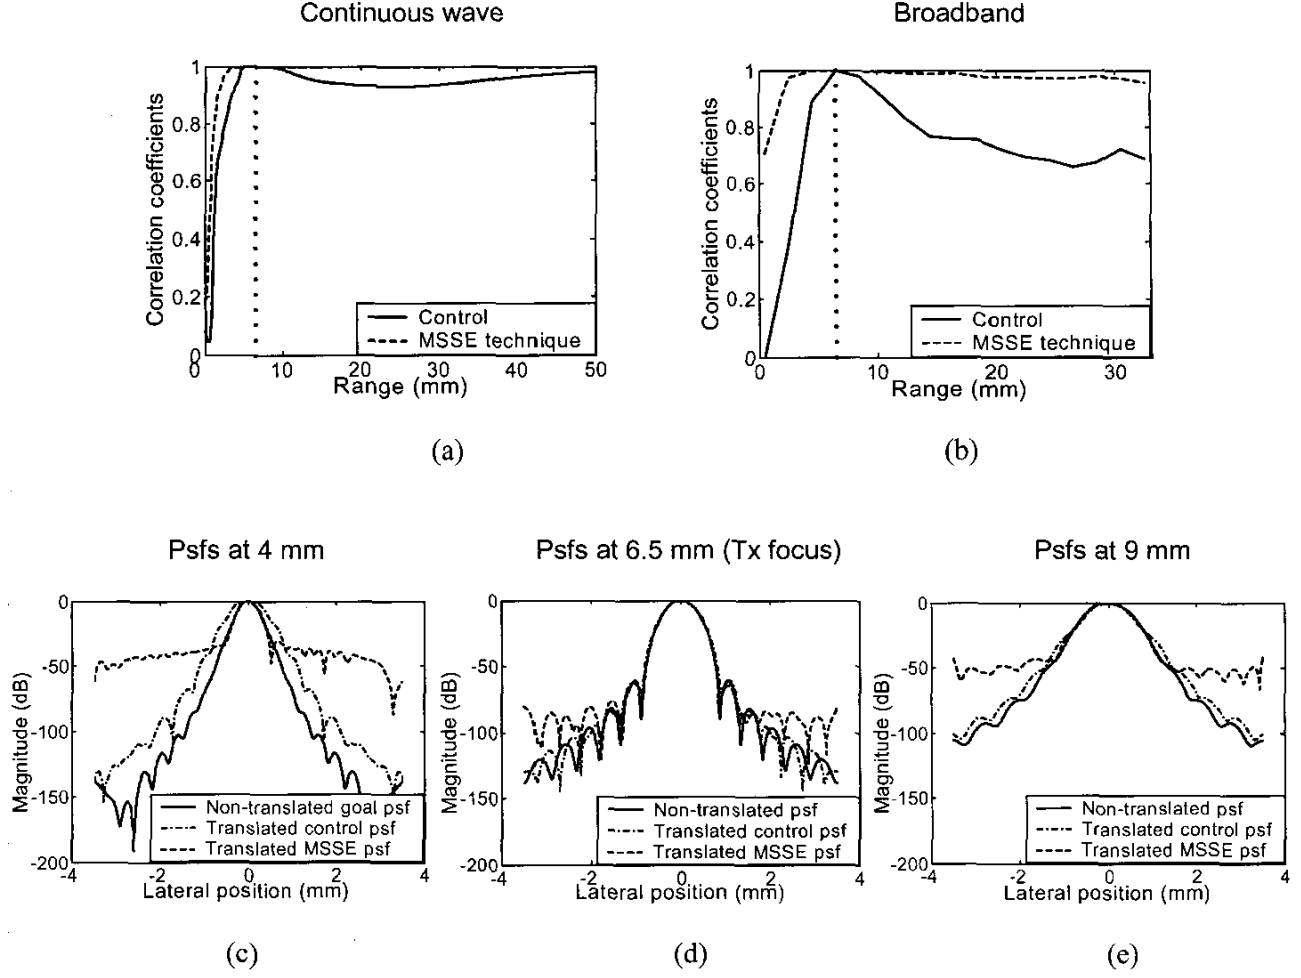 Continuous wave
Broadband
Correlation coefficients
1
0.8
0.6
0.4
0.2
0
0
10
20
30
40
50
Range (mm)
Control
MSSE technique
(a)
Correlation coefficients
1
0.8
0.6
0.4
0.2
0
0
10
20
30
Range (mm)
Control
MSSE technique
(b)
Psfs at 4 mm
Magnitude (dB)
0
-50
-100
-150
-200
-4
-2
0
2
4
Lateral position (mm)
Non-translated goal psf
Translated control psf
Translated MSSE psf
(c)
Psfs at 6.5 mm (Tx focus)
Magnitude (dB)
0
-50
-100
-150
-200
-4
-2
0
2
4
Lateral position (mm)
Non-translated psf
Translated control psf
Translated MSSE psf
(d)
Psfs at 9 mm
Magnitude (dB)
0
-50
-100
-150
-200
-4
-2
0
2
4
Lateral position (mm)
Non-translated psf
Translated control psf
Translated MSSE psf
(e)